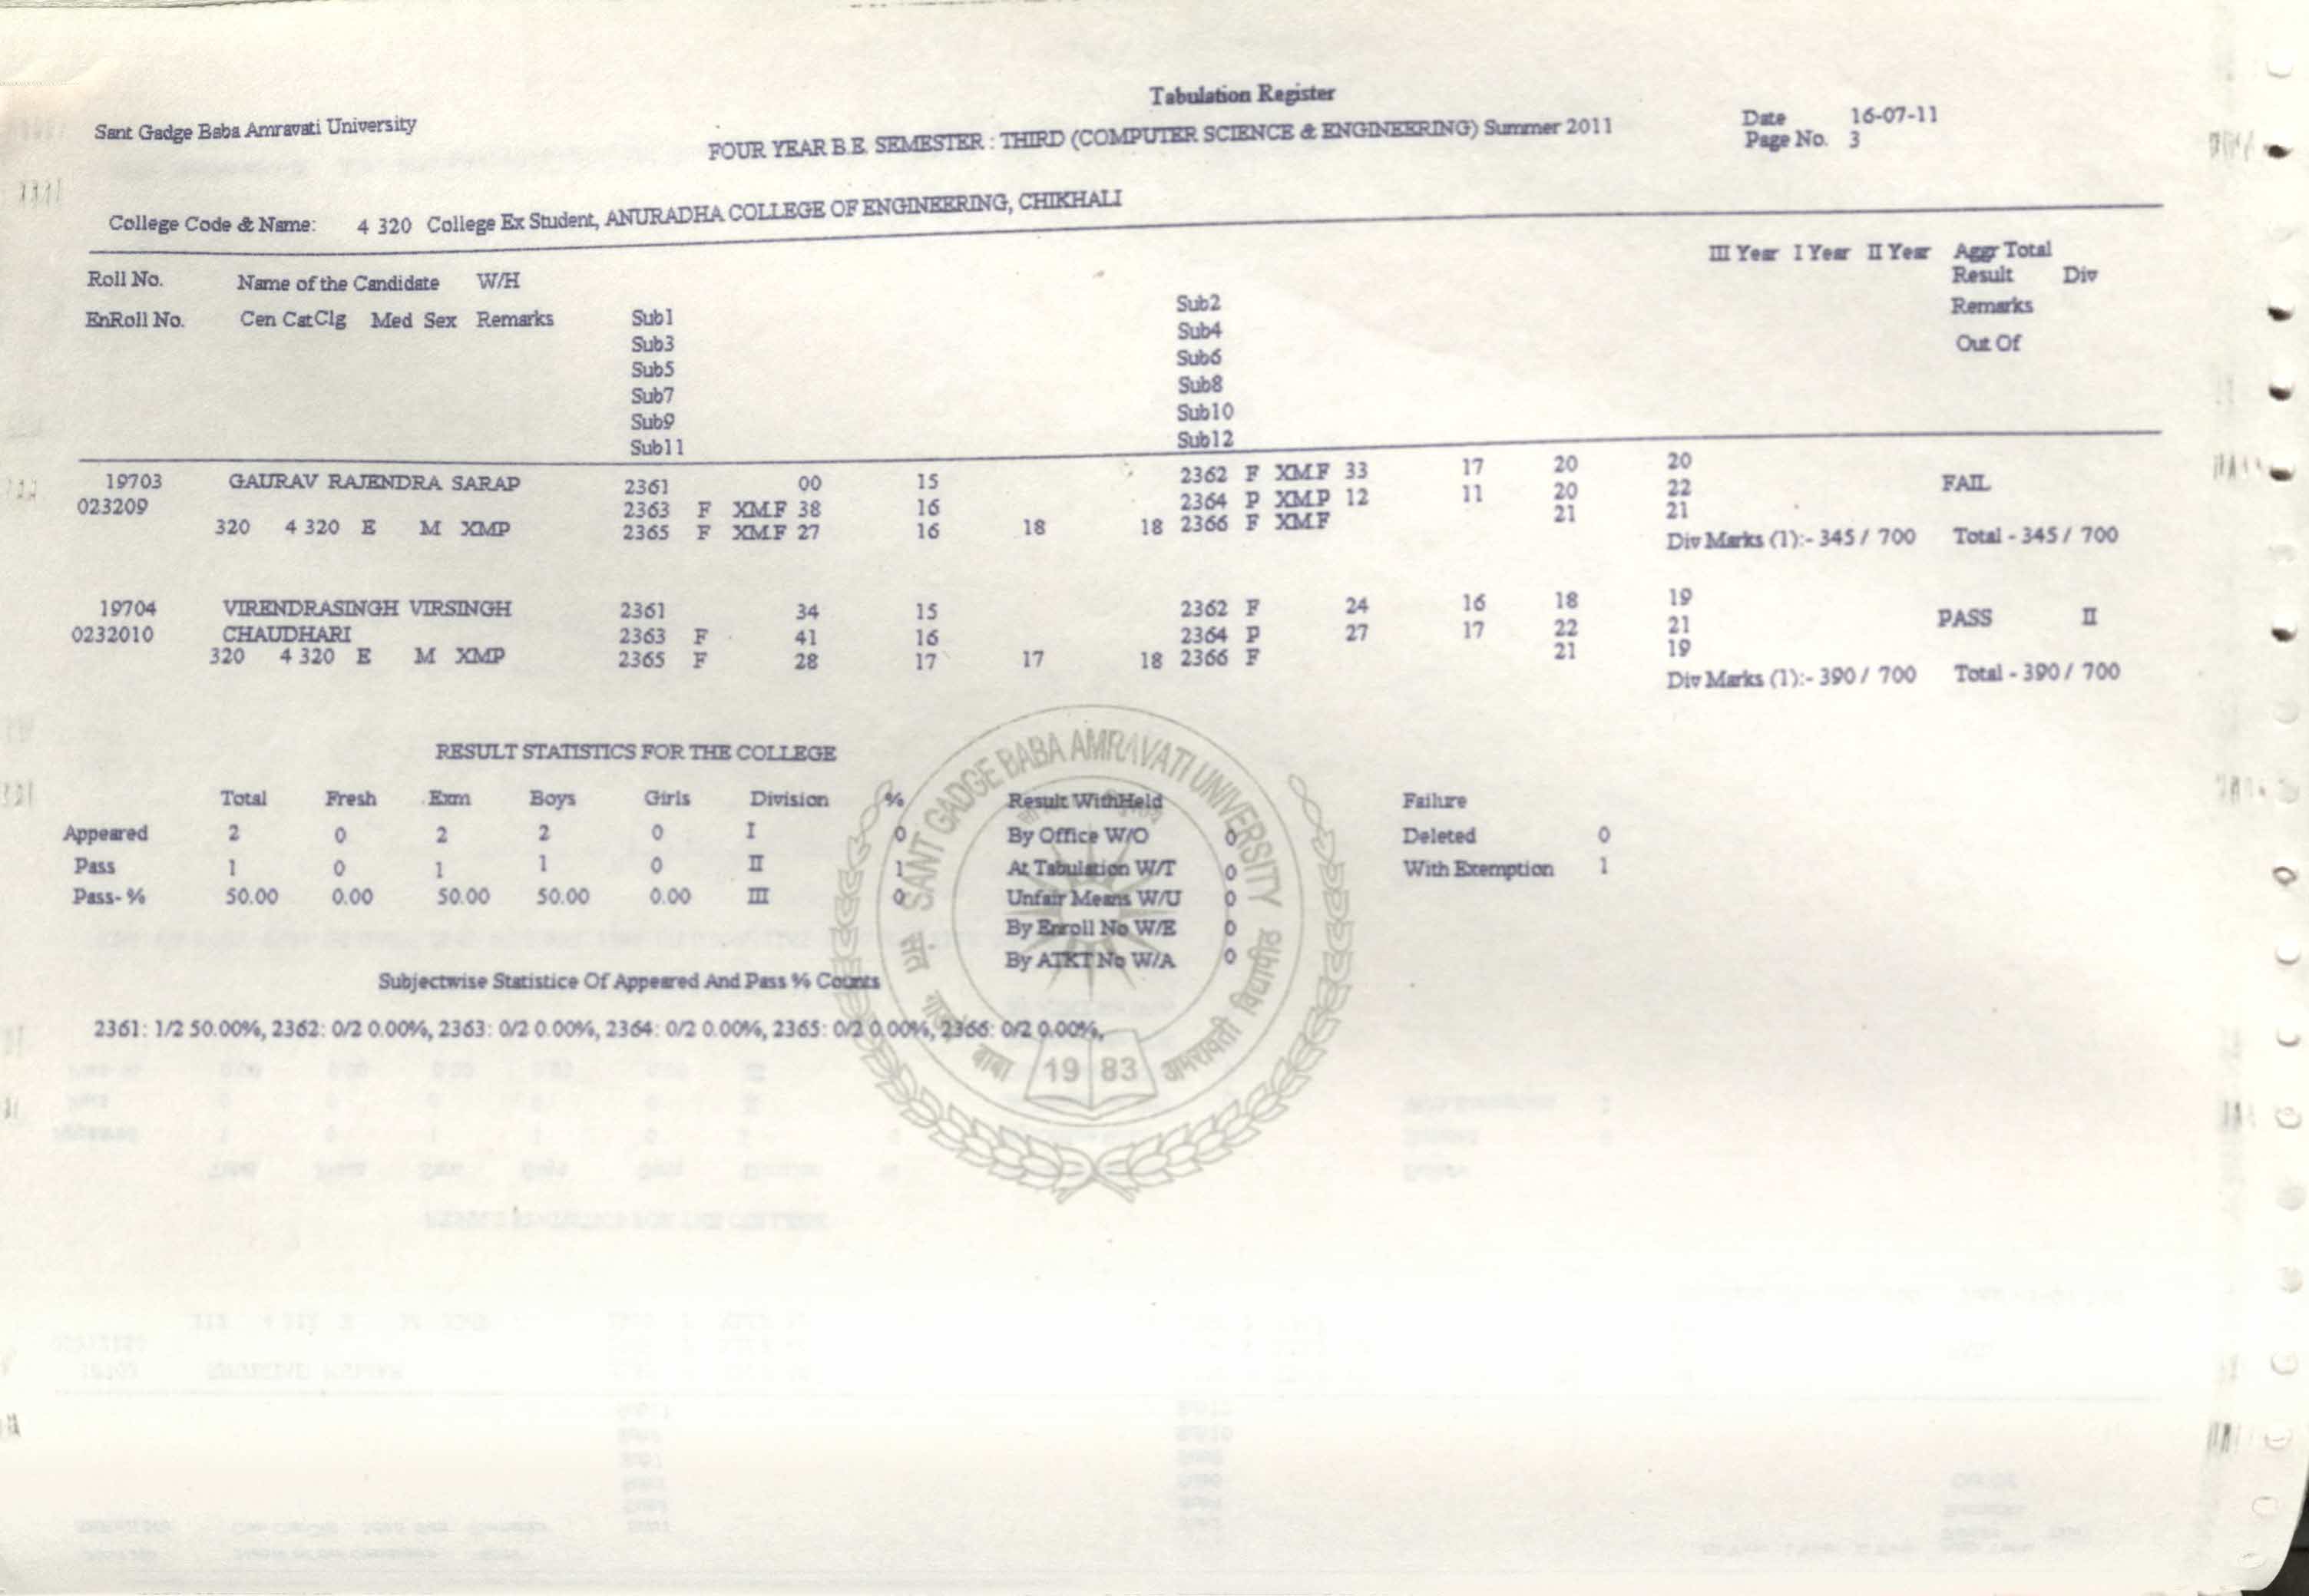 Tabulation Register
Sant Gadge Baba Amravati University
FOUR YEAR B.E. SEMESTER : THIRD (COMPUTER SCIENCE & ENGINEERING) Summer 2011
Date 16-07-11
Page No. 3
College Code & Name: 4 320 College Ex Student, ANURADHA COLLEGE OF ENGINEERING, CHIKHALI
III Year I Year II Year Aggr Total
Roll No. Name of the Candidate W/H Result Div
EnRoll No. Cen Cat Clg Med Sex Remarks Sub1 Sub2 Remarks
Sub3 Sub4 Out Of
Sub5 Sub6
Sub7 Sub8
Sub9 Sub10
Sub11 Sub12
19703 GAURAV RAJENDRA SARAP 2361 00 15 2362 F XM.F 33 17 20 20 FAIL
023209 2363 F XM.F 38 16 2364 P XM.P 12 11 20 22
320 4 320 E M XMP 2365 F XM.F 27 16 18 18 2366 F XM.F 21 21
Div Marks (1):- 345 / 700 Total - 345 / 700
19704 VIRENDRASINGH VIRSINGH 2361 34 15 2362 F 24 16 18 19 PASS II
0232010 CHAUDHARI 2363 F 41 16 2364 P 27 17 22 21
320 4 320 E M XMP 2365 F 28 17 17 18 2366 F 21 19
Div Marks (1):- 390 / 700 Total - 390 / 700
RESULT STATISTICS FOR THE COLLEGE
Total Fresh Exm Boys Girls Division % Result WithHeld Failure
Appeared 2 0 2 2 0 I 0 By Office W/O 0 Deleted 0
Pass 1 0 1 1 0 II 1 At Tabulation W/T 0 With Exemption 1
Pass- % 50.00 0.00 50.00 50.00 0.00 III 0 Unfair Means W/U 0
By Enroll No W/E 0
By ATKT No W/A 0
Subjectwise Statistice Of Appeared And Pass % Counts
2361: 1/2 50.00%, 2362: 0/2 0.00%, 2363: 0/2 0.00%, 2364: 0/2 0.00%, 2365: 0/2 0.00%, 2366: 0/2 0.00%,
SANT GADGE BABA AMRAVATI UNIVERSITY
बाबा अमरावती विद्यापीठ
19 83